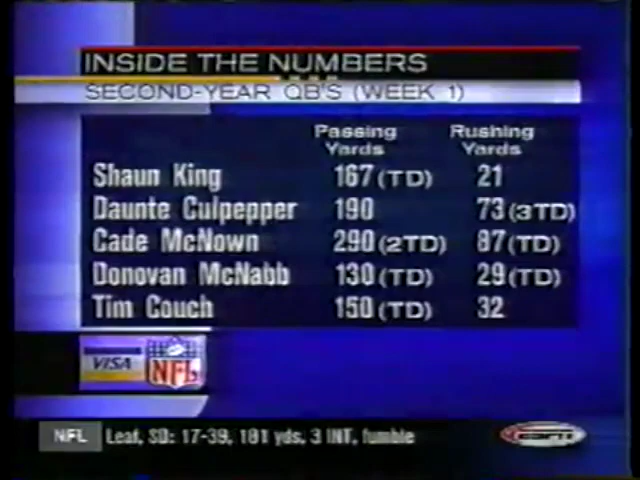 INSIDE THE NUMBERS
SECOND-YEAR QB'S (WEEK 1)
Passing Yards Rushing Yards
Shaun King 167 (TD) 21
Daunte Culpepper 190 73 (3TD)
Cade McNown 290 (2TD) 87 (TD)
Donovan McNabb 130 (TD) 29 (TD)
Tim Couch 150 (TD) 32
VISA NFL
NFL Leaf, SD: 17-39, 181 yds, 3 INT, fumble ESPN